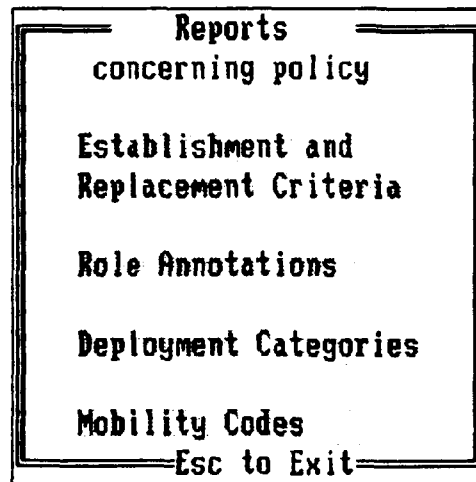 Reports
concerning policy
Establishment and
Replacement Criteria
Role Annotations
Deployment Categories
Mobility Codes
Esc to Exit